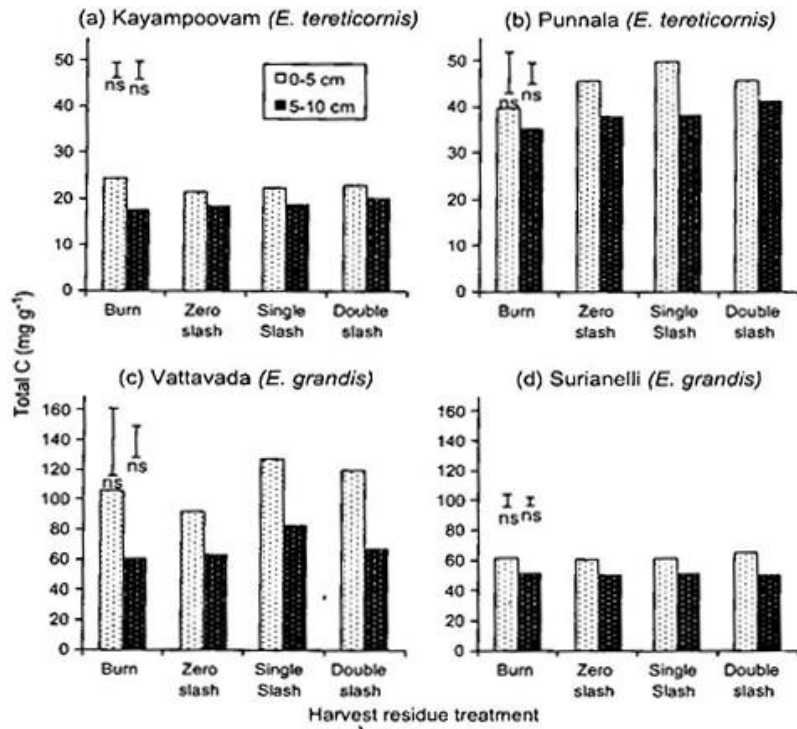 (a) Kayampoovam (E. tereticornis)
50
40
30
20
10
0
ns ns
0-5 cm
5-10 cm
Burn Zero slash Single Slash Double slash
(b) Punnala (E. tereticornis)
50
40
30
20
10
0
ns ns
Burn Zero slash Single Slash Double slash
Total C (mg g-1)
(c) Vattavada (E. grandis)
160
140
120
100
80
60
40
20
0
ns ns
Burn Zero slash Single Slash Double slash
(d) Surianelli (E. grandis)
160
140
120
100
80
60
40
20
0
ns ns
Burn Zero slash Single Slash Double slash
Harvest residue treatment